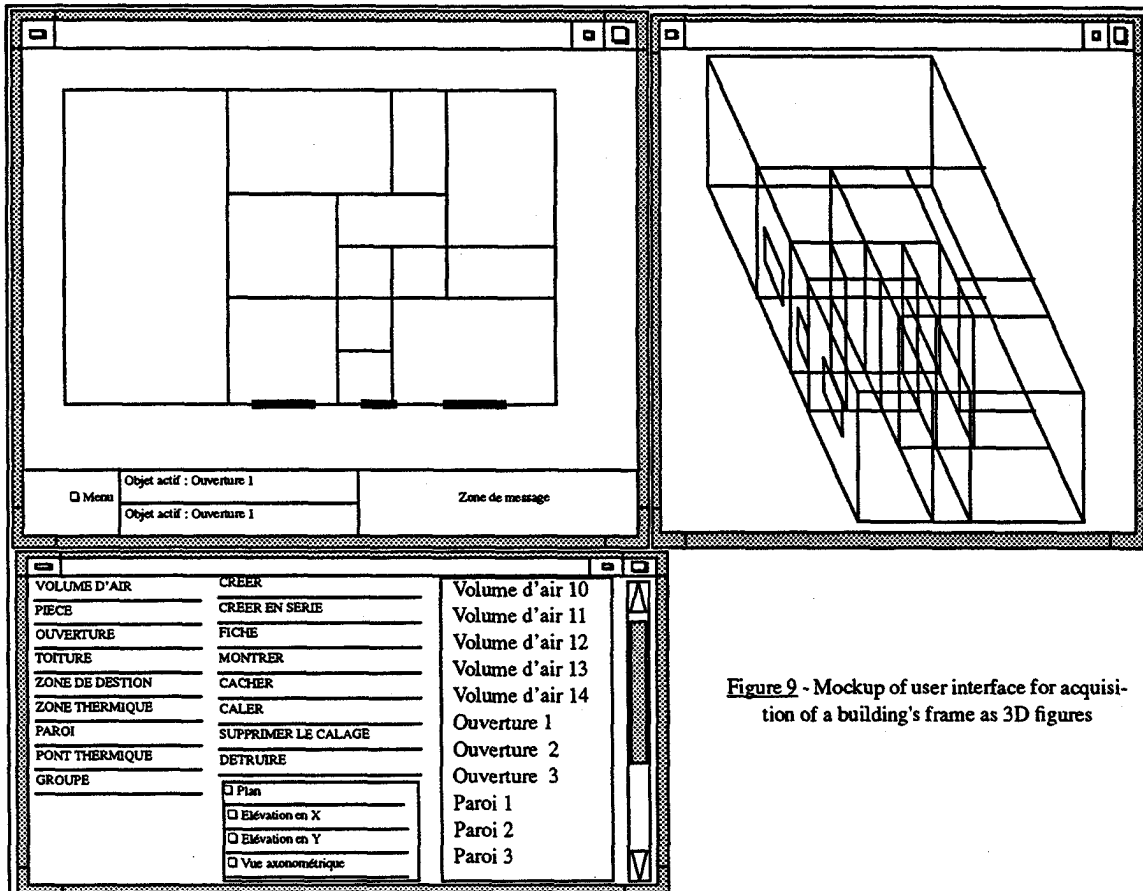 ❑ Menu
Objet actif : Ouverture 1
Objet actif : Ouverture 1
Zone de message
VOLUME D'AIR
PIECE
OUVERTURE
TOITURE
ZONE DE DESTION
ZONE THERMIQUE
PAROI
PONT THERMIQUE
GROUPE
CREER
CREER EN SERIE
FICHE
MONTRER
CACHER
CALER
SUPPRIMER LE CALAGE
DETRUIRE
❑ Plan
❑ Elévation en X
❑ Elévation en Y
❑ Vue axonométrique
Volume d'air 10
Volume d'air 11
Volume d'air 12
Volume d'air 13
Volume d'air 14
Ouverture 1
Ouverture 2
Ouverture 3
Paroi 1
Paroi 2
Paroi 3
Figure 9 - Mockup of user interface for acquisi-
tion of a building's frame as 3D figures